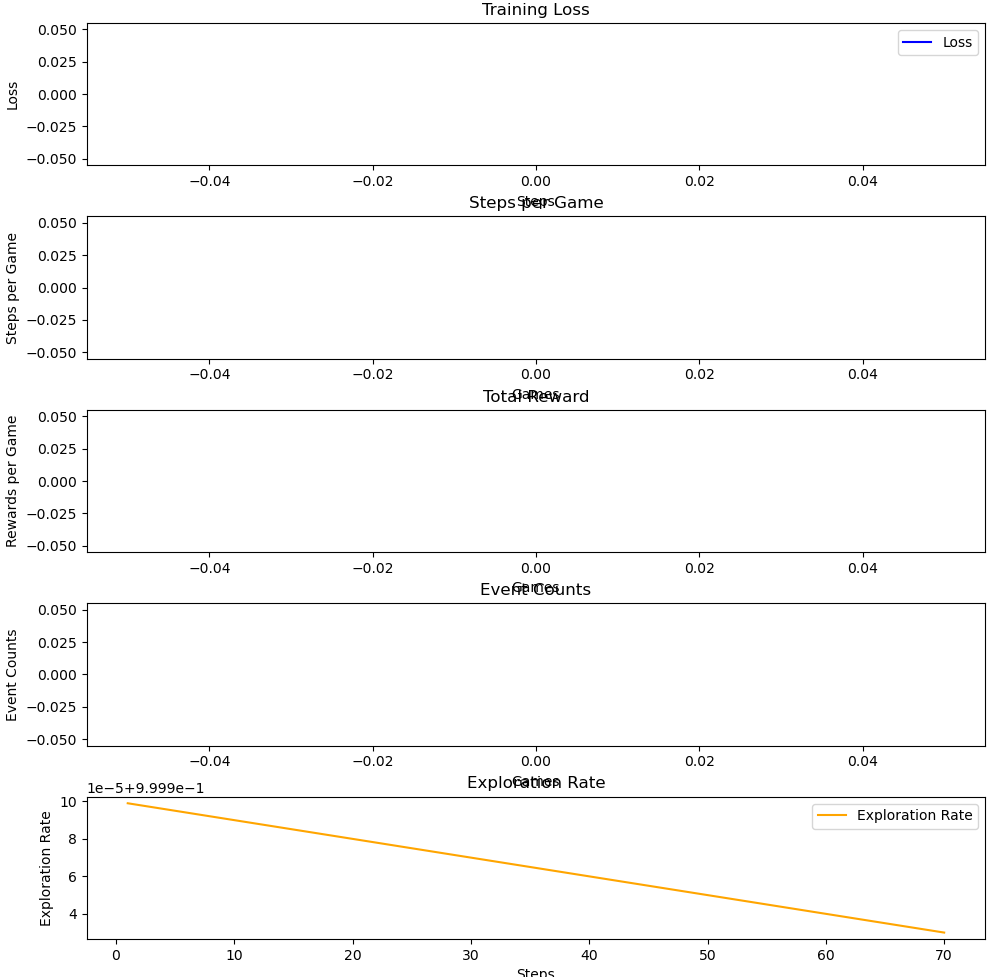 Training Loss
0.050
0.025
0.000
−0.025
−0.050
Loss
Loss
−0.04 −0.02 0.00 0.02 0.04
Steps
Steps per Game
0.050
0.025
0.000
−0.025
−0.050
Steps per Game
−0.04 −0.02 0.00 0.02 0.04
Games
Total Reward
0.050
0.025
0.000
−0.025
−0.050
Rewards per Game
−0.04 −0.02 0.00 0.02 0.04
Games
Event Counts
0.050
0.025
0.000
−0.025
−0.050
Event Counts
−0.04 −0.02 0.00 0.02 0.04
Games
Exploration Rate
1e−5+9.999e−1
10
8
6
4
Exploration Rate
Exploration Rate
0 10 20 30 40 50 60 70
Steps